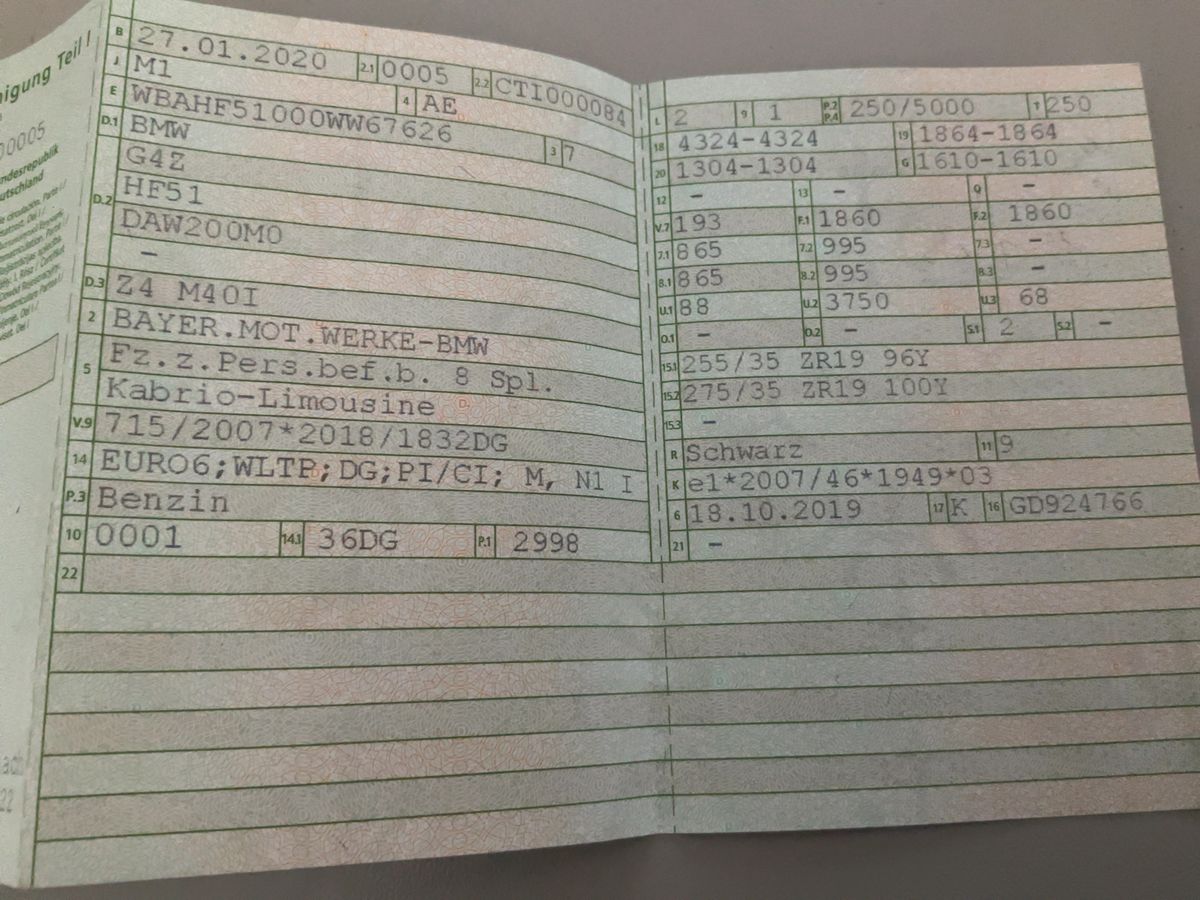 nigung Teil I
0005
ndesrepublik
utschland
B 27.01.2020 2.1 0005 2.2 CTI000084
J M1 4 AE
E WBAHF51000WW67626 3 7
D.1 BMW
D.2 G4Z
HF51
DAW200M0
–
D.3 Z4 M40I
2 BAYER.MOT.WERKE-BMW
5 Fz.z.Pers.bef.b. 8 Spl.
Kabrio-Limousine
V.9 715/2007*2018/1832DG
14 EURO6;WLTP;DG;PI/CI; M, N1 I
P.3 Benzin
10 0001 14.1 36DG P.1 2998
22
L 2 9 1 P.2 P.4 250/5000 T 250
18 4324-4324 19 1864-1864
20 1304-1304 G 1610-1610
12 – 13 – Q –
V.7 193 F.1 1860 F.2 1860
7.1 865 7.2 995 7.3 –
8.1 865 8.2 995 8.3 –
U.1 88 U.2 3750 U.3 68
O.1 – O.2 – S.1 2 S.2 –
15.1 255/35 ZR19 96Y
15.2 275/35 ZR19 100Y
15.3 –
R Schwarz 11 9
K e1*2007/46*1949*03
6 18.10.2019 17 K 16 GD924766
21 –
22